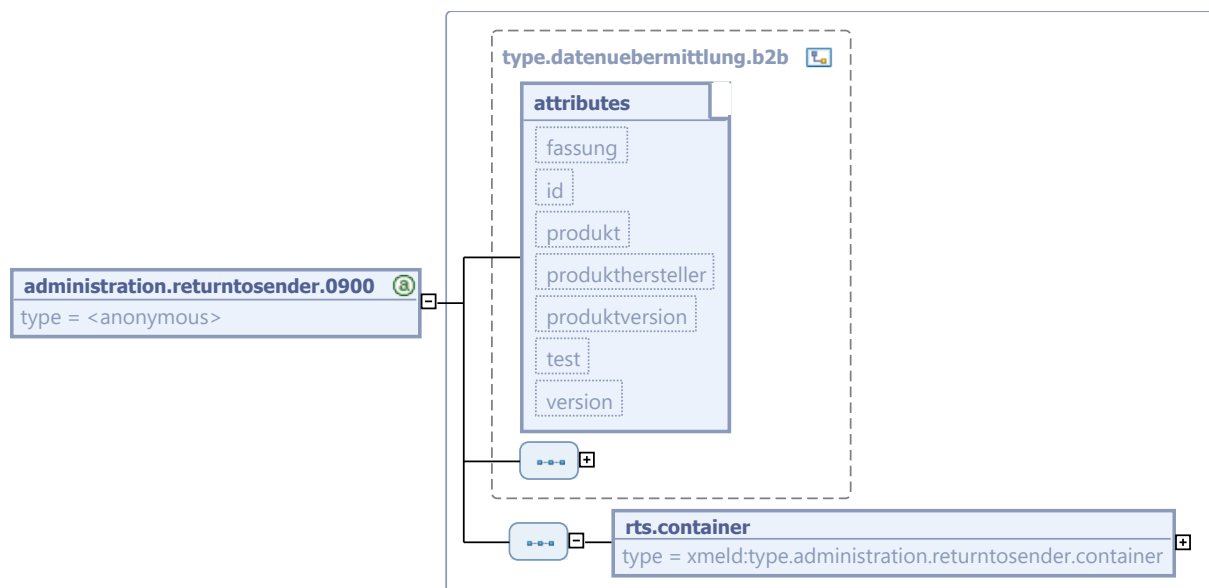 type.datenuebermittlung.b2b
attributes
fassung
id
produkt
produkthersteller
produktversion
test
version
administration.returntosender.0900 a
type = <anonymous>
rts.container
type = xmeld:type.administration.returntosender.container